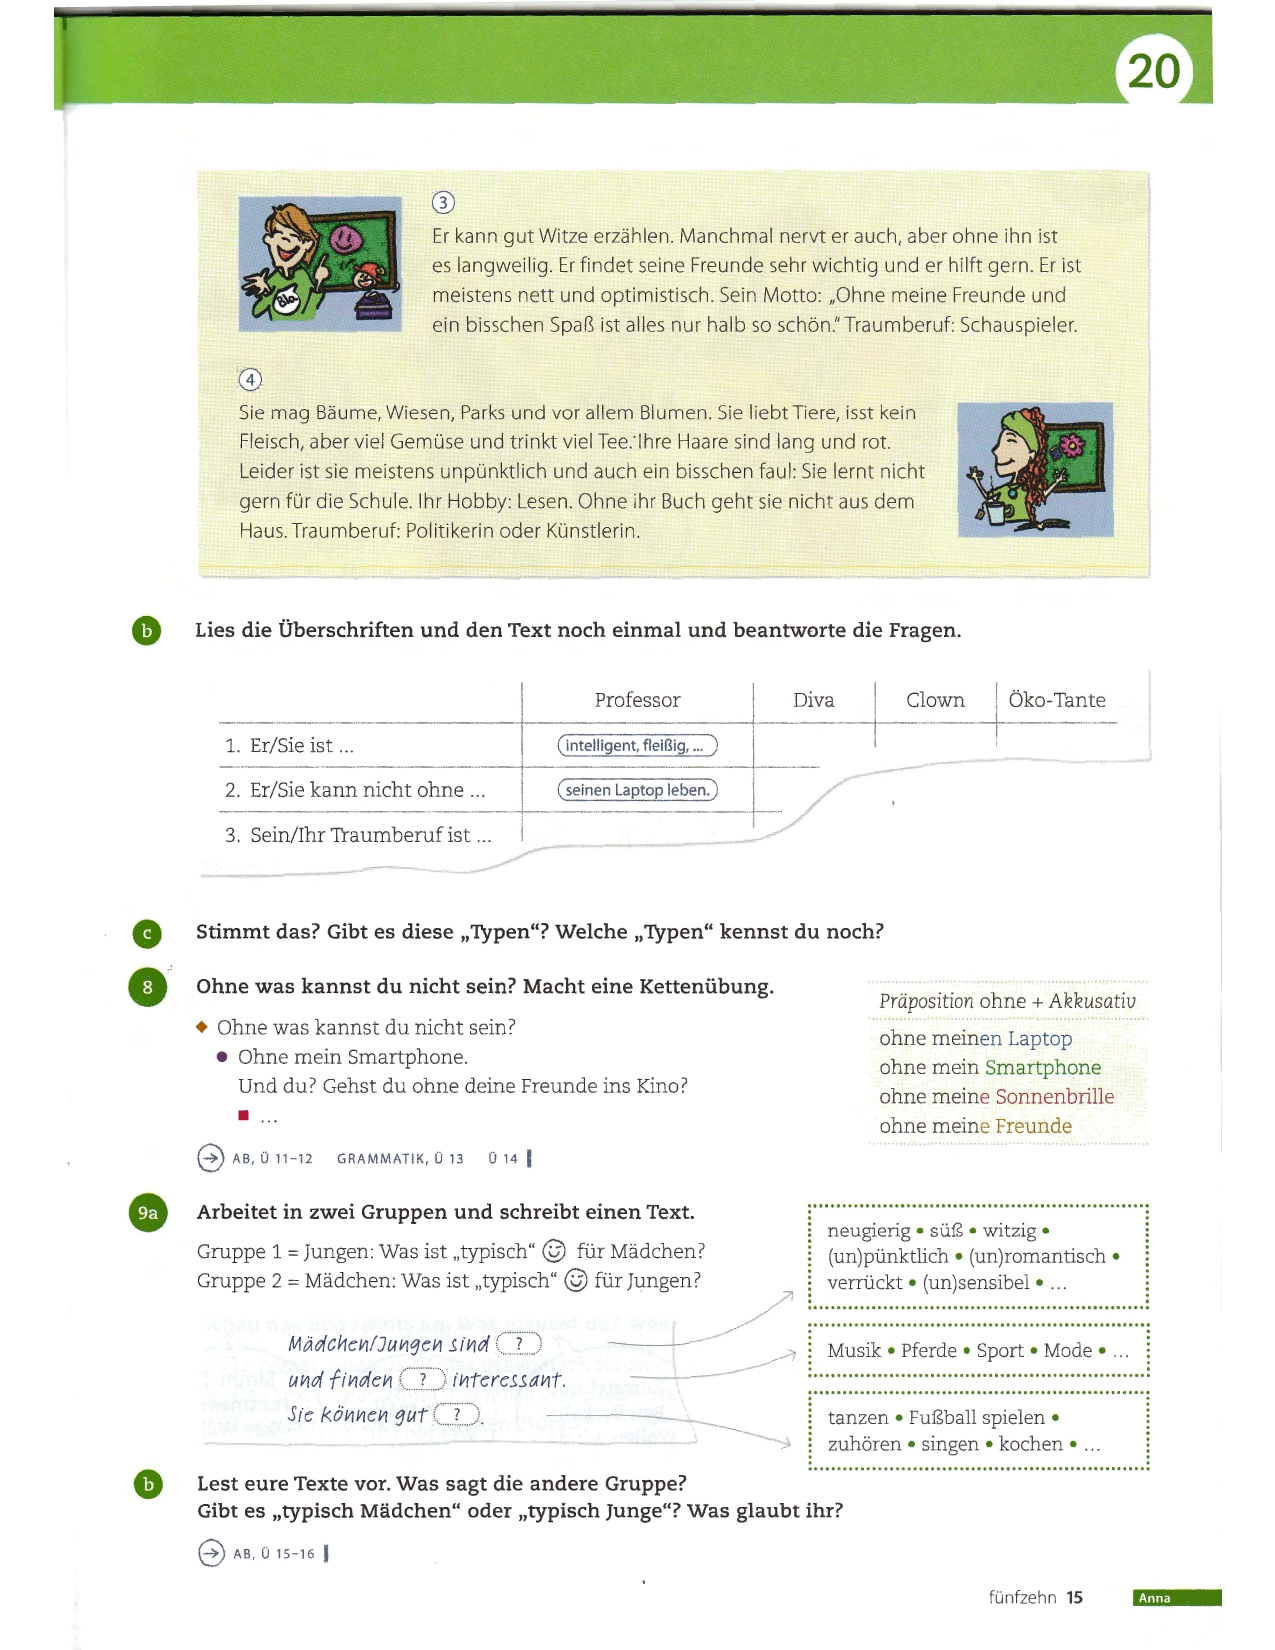 20
3
Er kann gut Witze erzählen. Manchmal nervt er auch, aber ohne ihn ist
es langweilig. Er findet seine Freunde sehr wichtig und er hilft gern. Er ist
meistens nett und optimistisch. Sein Motto: „Ohne meine Freunde und
ein bisschen Spaß ist alles nur halb so schön." Traumberuf: Schauspieler.
Bla
4
Sie mag Bäume, Wiesen, Parks und vor allem Blumen. Sie liebt Tiere, isst kein
Fleisch, aber viel Gemüse und trinkt viel Tee. Ihre Haare sind lang und rot.
Leider ist sie meistens unpünktlich und auch ein bisschen faul: Sie lernt nicht
gern für die Schule. Ihr Hobby: Lesen. Ohne ihr Buch geht sie nicht aus dem
Haus. Traumberuf: Politikerin oder Künstlerin.
b Lies die Überschriften und den Text noch einmal und beantworte die Fragen.
Professor Diva Clown Öko-Tante
1. Er/Sie ist ... intelligent, fleißig, ...
2. Er/Sie kann nicht ohne ... seinen Laptop leben.
3. Sein/Ihr Traumberuf ist ...
c Stimmt das? Gibt es diese „Typen“? Welche „Typen“ kennst du noch?
8 Ohne was kannst du nicht sein? Macht eine Kettenübung.
◆ Ohne was kannst du nicht sein?
● Ohne mein Smartphone.
Und du? Gehst du ohne deine Freunde ins Kino?
■ ...
Präposition ohne + Akkusativ
ohne meinen Laptop
ohne mein Smartphone
ohne meine Sonnenbrille
ohne meine Freunde
→ AB, Ü 11–12 GRAMMATIK, Ü 13 Ü 14
9a Arbeitet in zwei Gruppen und schreibt einen Text.
Gruppe 1 = Jungen: Was ist „typisch“ für Mädchen?
Gruppe 2 = Mädchen: Was ist „typisch“ für Jungen?
Mädchen/Jungen sind ?
und finden ? interessant.
Sie können gut ?.
neugierig • süß • witzig •
(un)pünktlich • (un)romantisch •
verrückt • (un)sensibel • ...
Musik • Pferde • Sport • Mode • ...
tanzen • Fußball spielen •
zuhören • singen • kochen • ...
b Lest eure Texte vor. Was sagt die andere Gruppe?
Gibt es „typisch Mädchen“ oder „typisch Junge“? Was glaubt ihr?
→ AB, Ü 15–16
fünfzehn 15 Anna